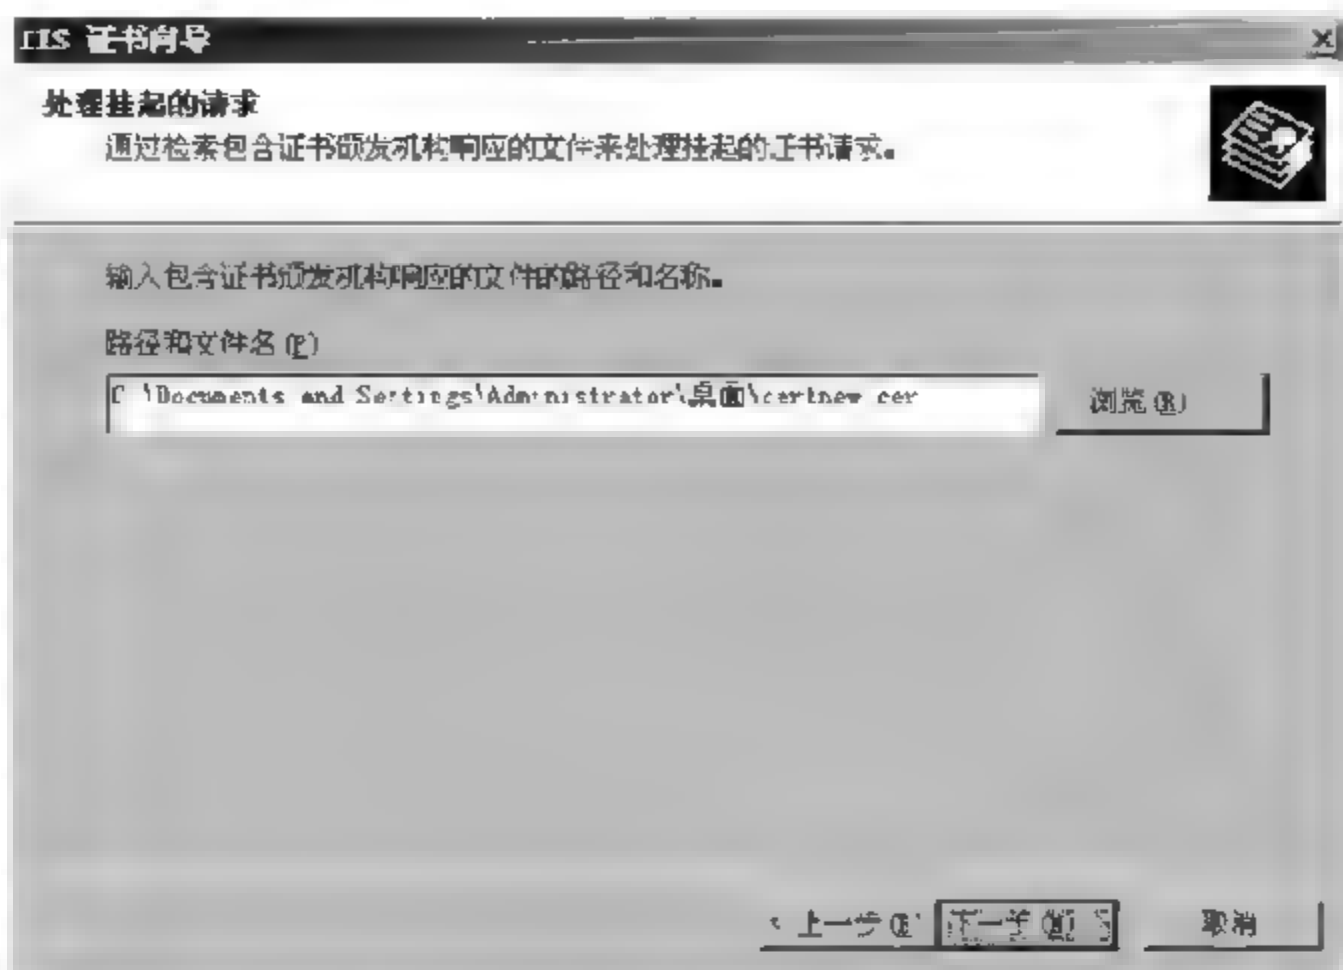 IIS 证书向导
处理挂起的请求
通过检索包含证书颁发机构响应的文件来处理挂起的证书请求。
输入包含证书颁发机构响应的文件的路径和名称。
路径和文件名(P)
C:\Documents and Settings\Administrator\桌面\certnew.cer
浏览(R)
< 上一步(B) 下一步(N) > 取消